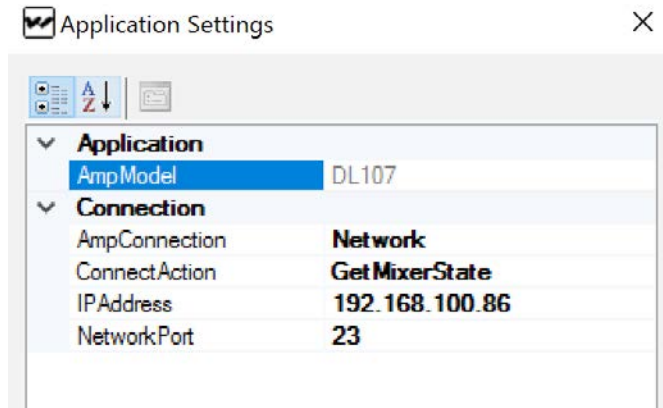 Application Settings
Application
AmpModel DL107
Connection
AmpConnection Network
ConnectAction GetMixerState
IPAddress 192.168.100.86
NetworkPort 23